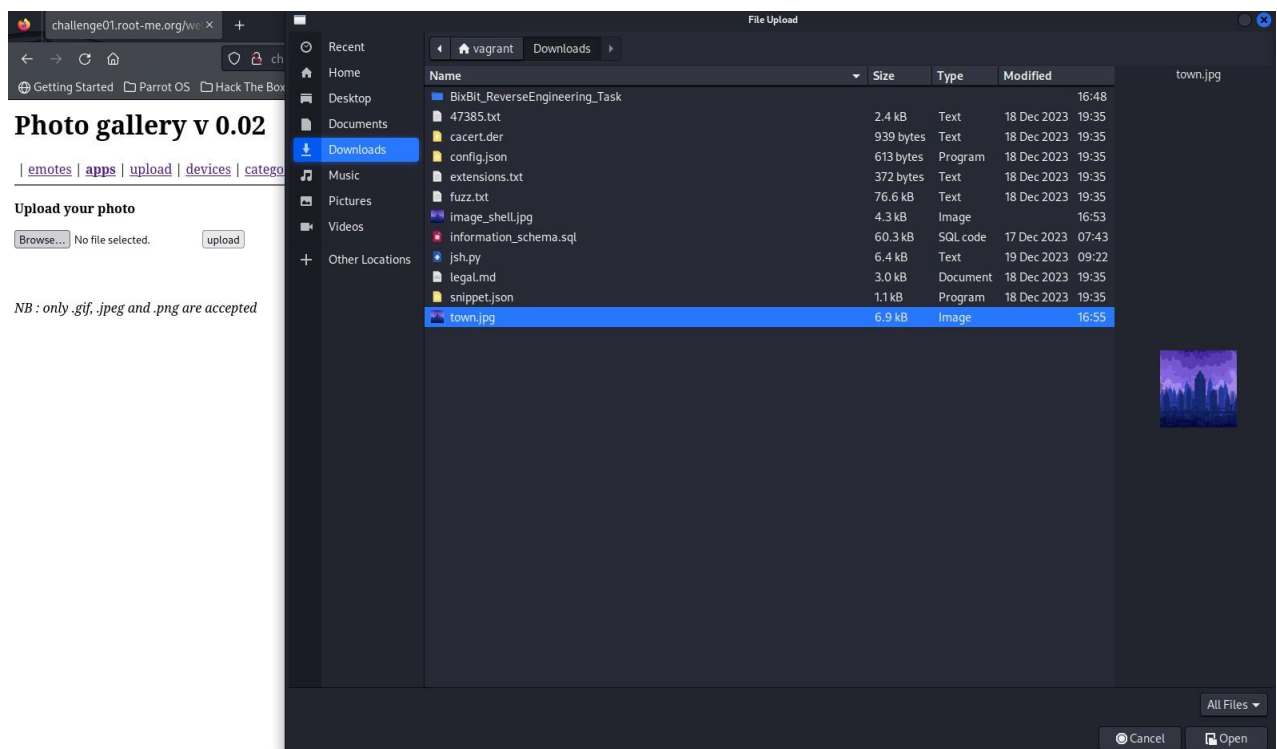 challenge01.root-me.org/we
File Upload
ch
Getting Started Parrot OS Hack The Box
Photo gallery v 0.02
| emotes | apps | upload | devices | catego
Upload your photo
Browse... No file selected. upload
NB : only .gif, .jpeg and .png are accepted
Recent
Home
Desktop
Documents
Downloads
Music
Pictures
Videos
Other Locations
vagrant Downloads
Name Size Type Modified
BixBit_ReverseEngineering_Task 16:48
47385.txt 2.4 kB Text 18 Dec 2023 19:35
cacert.der 939 bytes Text 18 Dec 2023 19:35
config.json 613 bytes Program 18 Dec 2023 19:35
extensions.txt 372 bytes Text 18 Dec 2023 19:35
fuzz.txt 76.6 kB Text 18 Dec 2023 19:35
image_shell.jpg 4.3 kB Image 16:53
information_schema.sql 60.3 kB SQL code 17 Dec 2023 07:43
jsh.py 6.4 kB Text 19 Dec 2023 09:22
legal.md 3.0 kB Document 18 Dec 2023 19:35
snippet.json 1.1 kB Program 18 Dec 2023 19:35
town.jpg 6.9 kB Image 16:55
town.jpg
All Files
Cancel Open